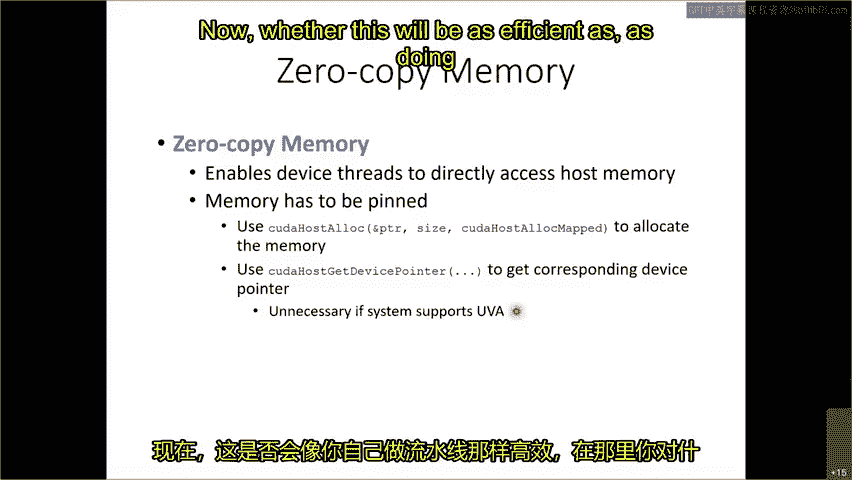 Now, whether this will be as efficient as, as
doing
Zero-copy Memory
• Zero-copy Memory
• Enables device threads to directly access host memory
• Memory has to be pinned
• Use cudaHostAlloc(&ptr, size, cudaHostAllocMapped) to allocate
the memory
• Use cudaHostGetDevicePointer(...) to get corresponding device
pointer
• Unnecessary if system supports UVA
现在，这是否会像你自己做流水线那样高效，在那里你对什
+15